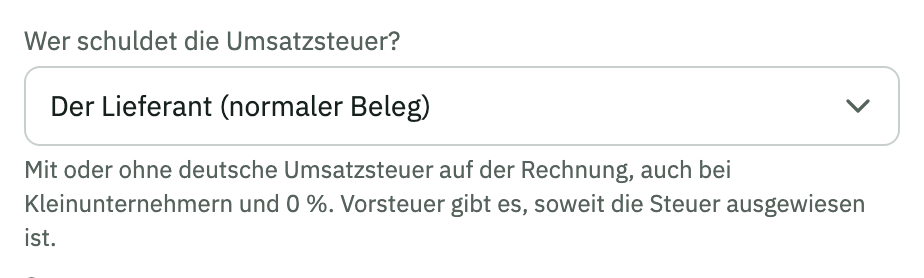 Wer schuldet die Umsatzsteuer?
Der Lieferant (normaler Beleg)
Mit oder ohne deutsche Umsatzsteuer auf der Rechnung, auch bei
Kleinunternehmern und 0 %. Vorsteuer gibt es, soweit die Steuer ausgewiesen
ist.